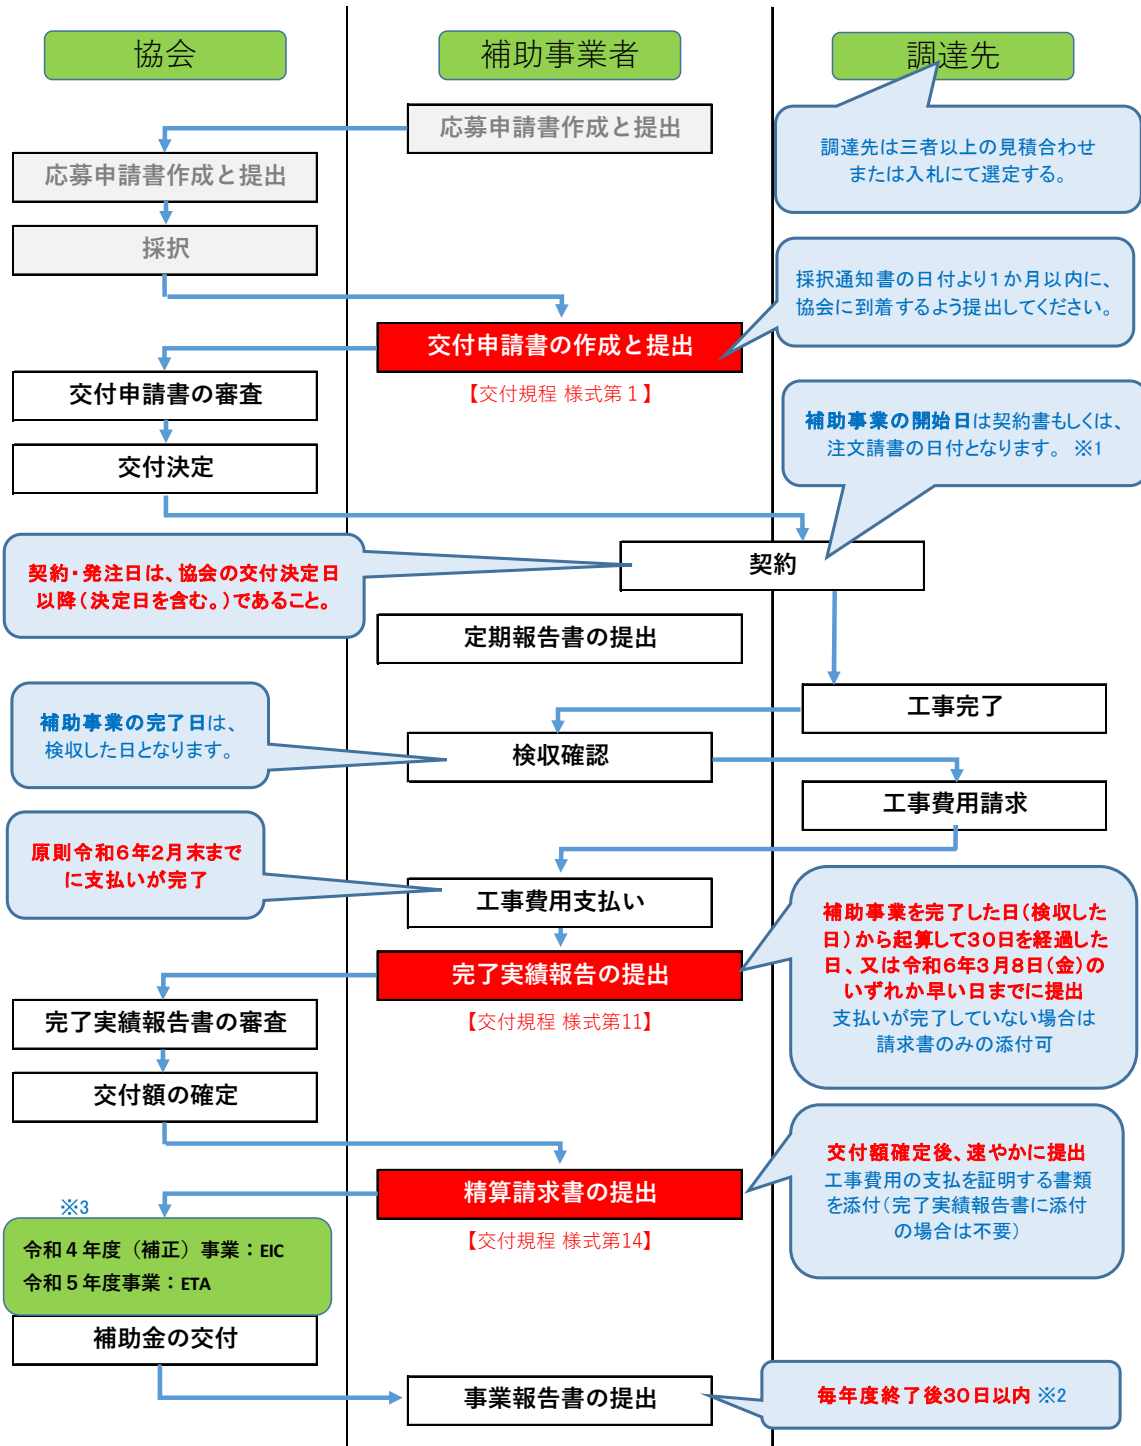 協会
補助事業者
調達先
応募申請書作成と提出
調達先は三者以上の見積合わせ
または入札にて選定する。
応募申請書作成と提出
採択
採択通知書の日付より1か月以内に、
協会に到着するよう提出してください。
交付申請書の作成と提出
【交付規程 様式第１】
交付申請書の審査
補助事業の開始日は契約書もしくは、
注文請書の日付となります。 ※1
交付決定
契約・発注日は、協会の交付決定日
以降（決定日を含む。）であること。
契約
定期報告書の提出
工事完了
補助事業の完了日は、
検収した日となります。
検収確認
工事費用請求
原則令和6年2月末まで
に支払いが完了
工事費用支払い
補助事業を完了した日（検収した
日）から起算して30日を経過した
日、又は令和6年3月8日（金）の
いずれか早い日までに提出
支払いが完了していない場合は
請求書のみの添付可
完了実績報告の提出
【交付規程 様式第11】
完了実績報告書の審査
交付額の確定
交付額確定後、速やかに提出
工事費用の支払を証明する書類
を添付（完了実績報告書に添付
の場合は不要）
精算請求書の提出
【交付規程 様式第14】
※3
令和４年度（補正）事業：EIC
令和５年度事業：ETA
補助金の交付
事業報告書の提出
毎年度終了後30日以内 ※2